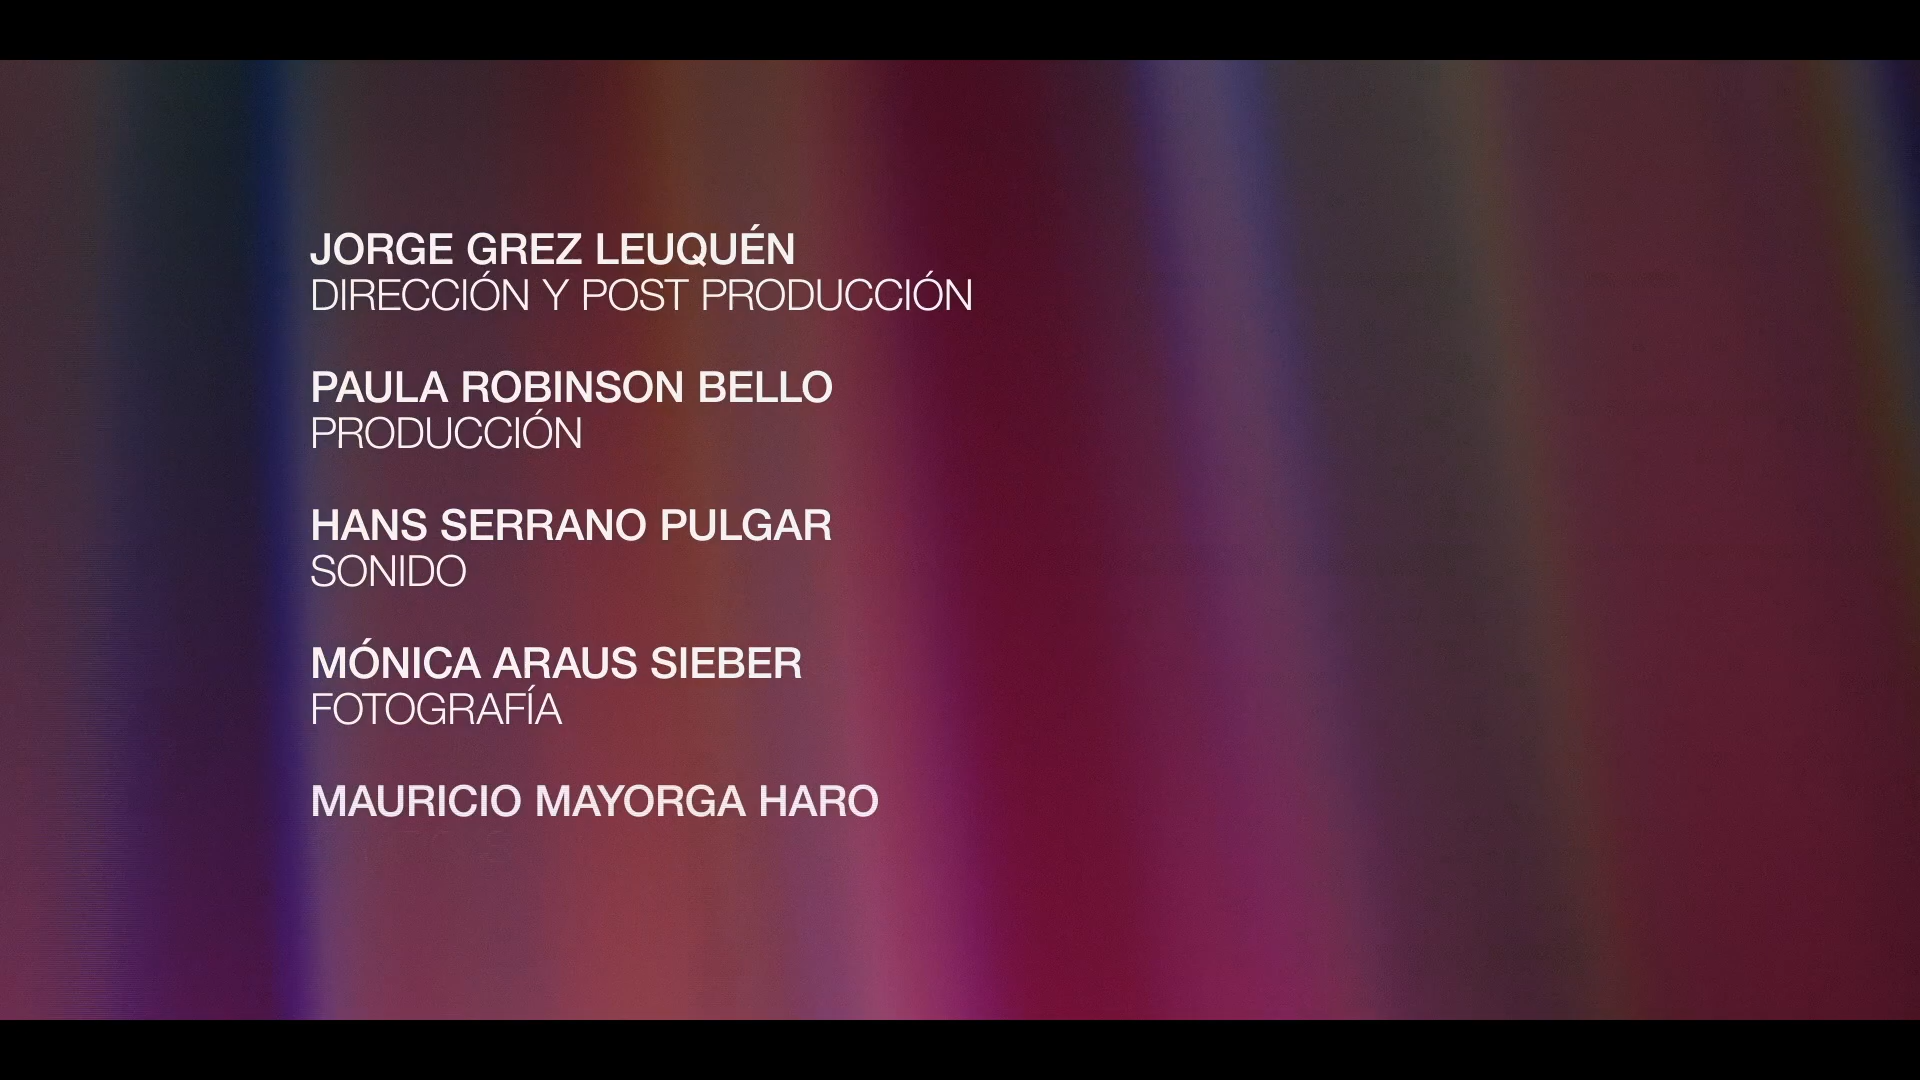 JORGE GREZ LEUQUÉN
DIRECCIÓN Y POST PRODUCCIÓN
PAULA ROBINSON BELLO
PRODUCCIÓN
HANS SERRANO PULGAR
SONIDO
MÓNICA ARAUS SIEBER
FOTOGRAFÍA
MAURICIO MAYORGA HARO